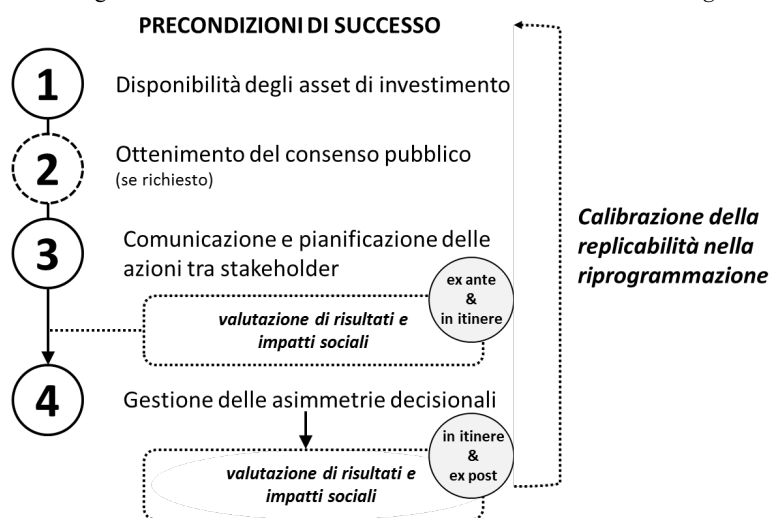 PRECONDIZIONI DI SUCCESSO
1
Disponibilità degli asset di investimento
2
Ottenimento del consenso pubblico
(se richiesto)
3
Comunicazione e pianificazione delle
azioni tra stakeholder
ex ante
&
in itinere
valutazione di risultati e
impatti sociali
4
Gestione delle asimmetrie decisionali
in itinere
&
ex post
valutazione di risultati e
impatti sociali
Calibrazione della
replicabilità nella
riprogrammazione